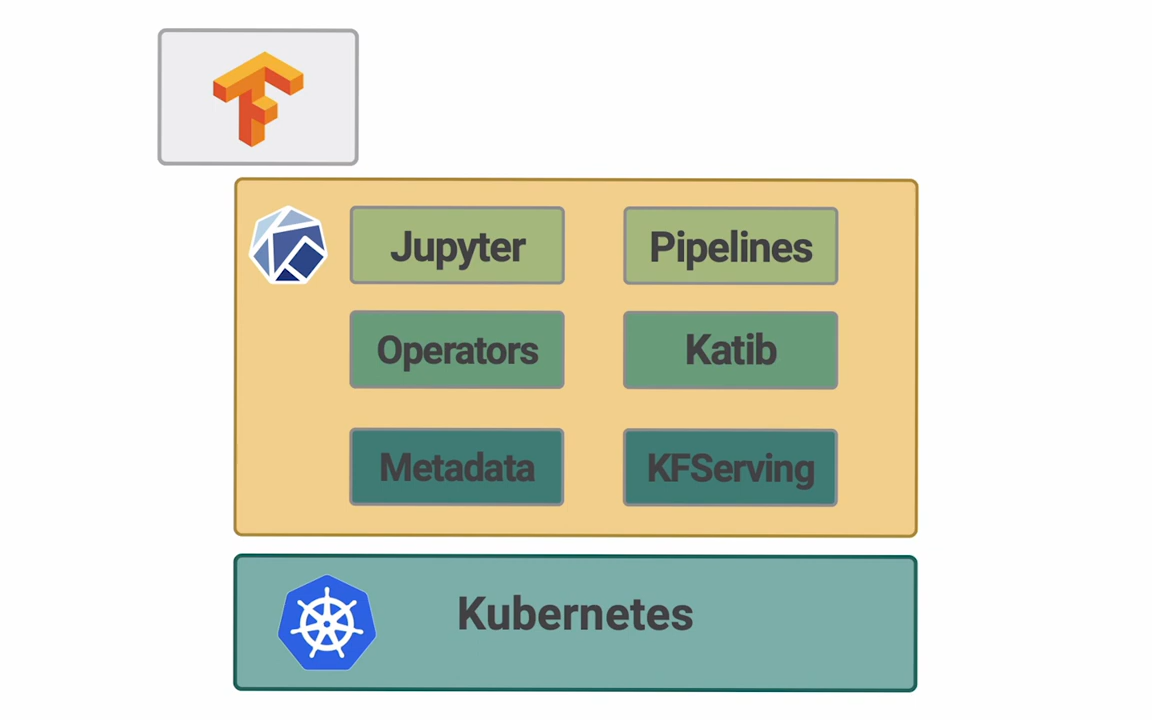 Jupyter
Pipelines
Operators
Katib
Metadata
KFServing
Kubernetes